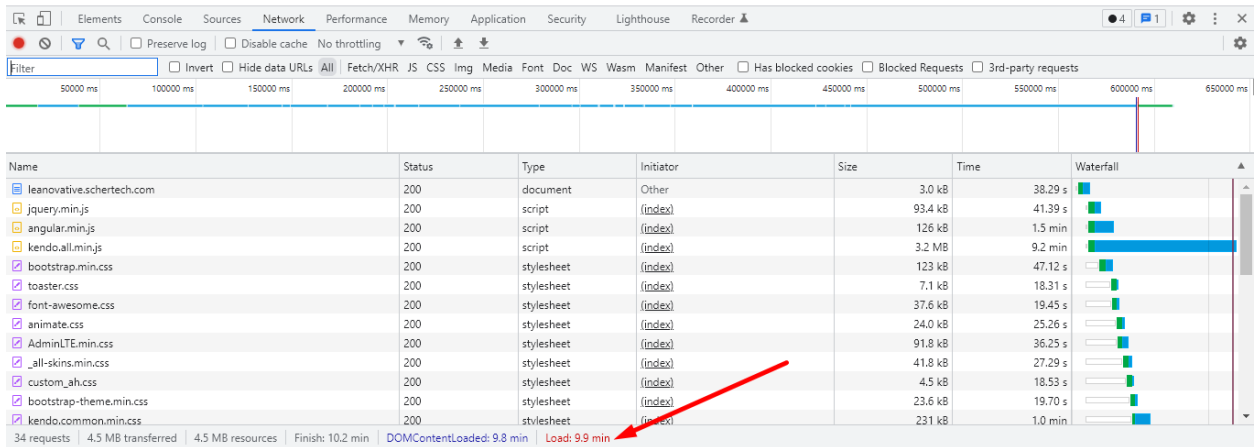 Elements Console Sources Network Performance Memory Application Security Lighthouse Recorder 4 1
Preserve log Disable cache No throttling
Filter Invert Hide data URLs All Fetch/XHR JS CSS Img Media Font Doc WS Wasm Manifest Other Has blocked cookies Blocked Requests 3rd-party requests
50000 ms 100000 ms 150000 ms 200000 ms 250000 ms 300000 ms 350000 ms 400000 ms 450000 ms 500000 ms 550000 ms 600000 ms 650000 ms
Name Status Type Initiator Size Time Waterfall
leanovative.schertech.com 200 document Other 3.0 kB 38.29 s
jquery.min.js 200 script (index) 93.4 kB 41.39 s
angular.min.js 200 script (index) 126 kB 1.5 min
kendo.all.min.js 200 script (index) 3.2 MB 9.2 min
bootstrap.min.css 200 stylesheet (index) 123 kB 47.12 s
toaster.css 200 stylesheet (index) 7.1 kB 18.31 s
font-awesome.css 200 stylesheet (index) 37.6 kB 19.45 s
animate.css 200 stylesheet (index) 24.0 kB 25.26 s
AdminLTE.min.css 200 stylesheet (index) 91.8 kB 36.25 s
_all-skins.min.css 200 stylesheet (index) 41.8 kB 27.29 s
custom_ah.css 200 stylesheet (index) 4.5 kB 18.53 s
bootstrap-theme.min.css 200 stylesheet (index) 23.6 kB 19.70 s
kendo.common.min.css 200 stylesheet (index) 231 kB 1.0 min
34 requests 4.5 MB transferred 4.5 MB resources Finish: 10.2 min DOMContentLoaded: 9.8 min Load: 9.9 min